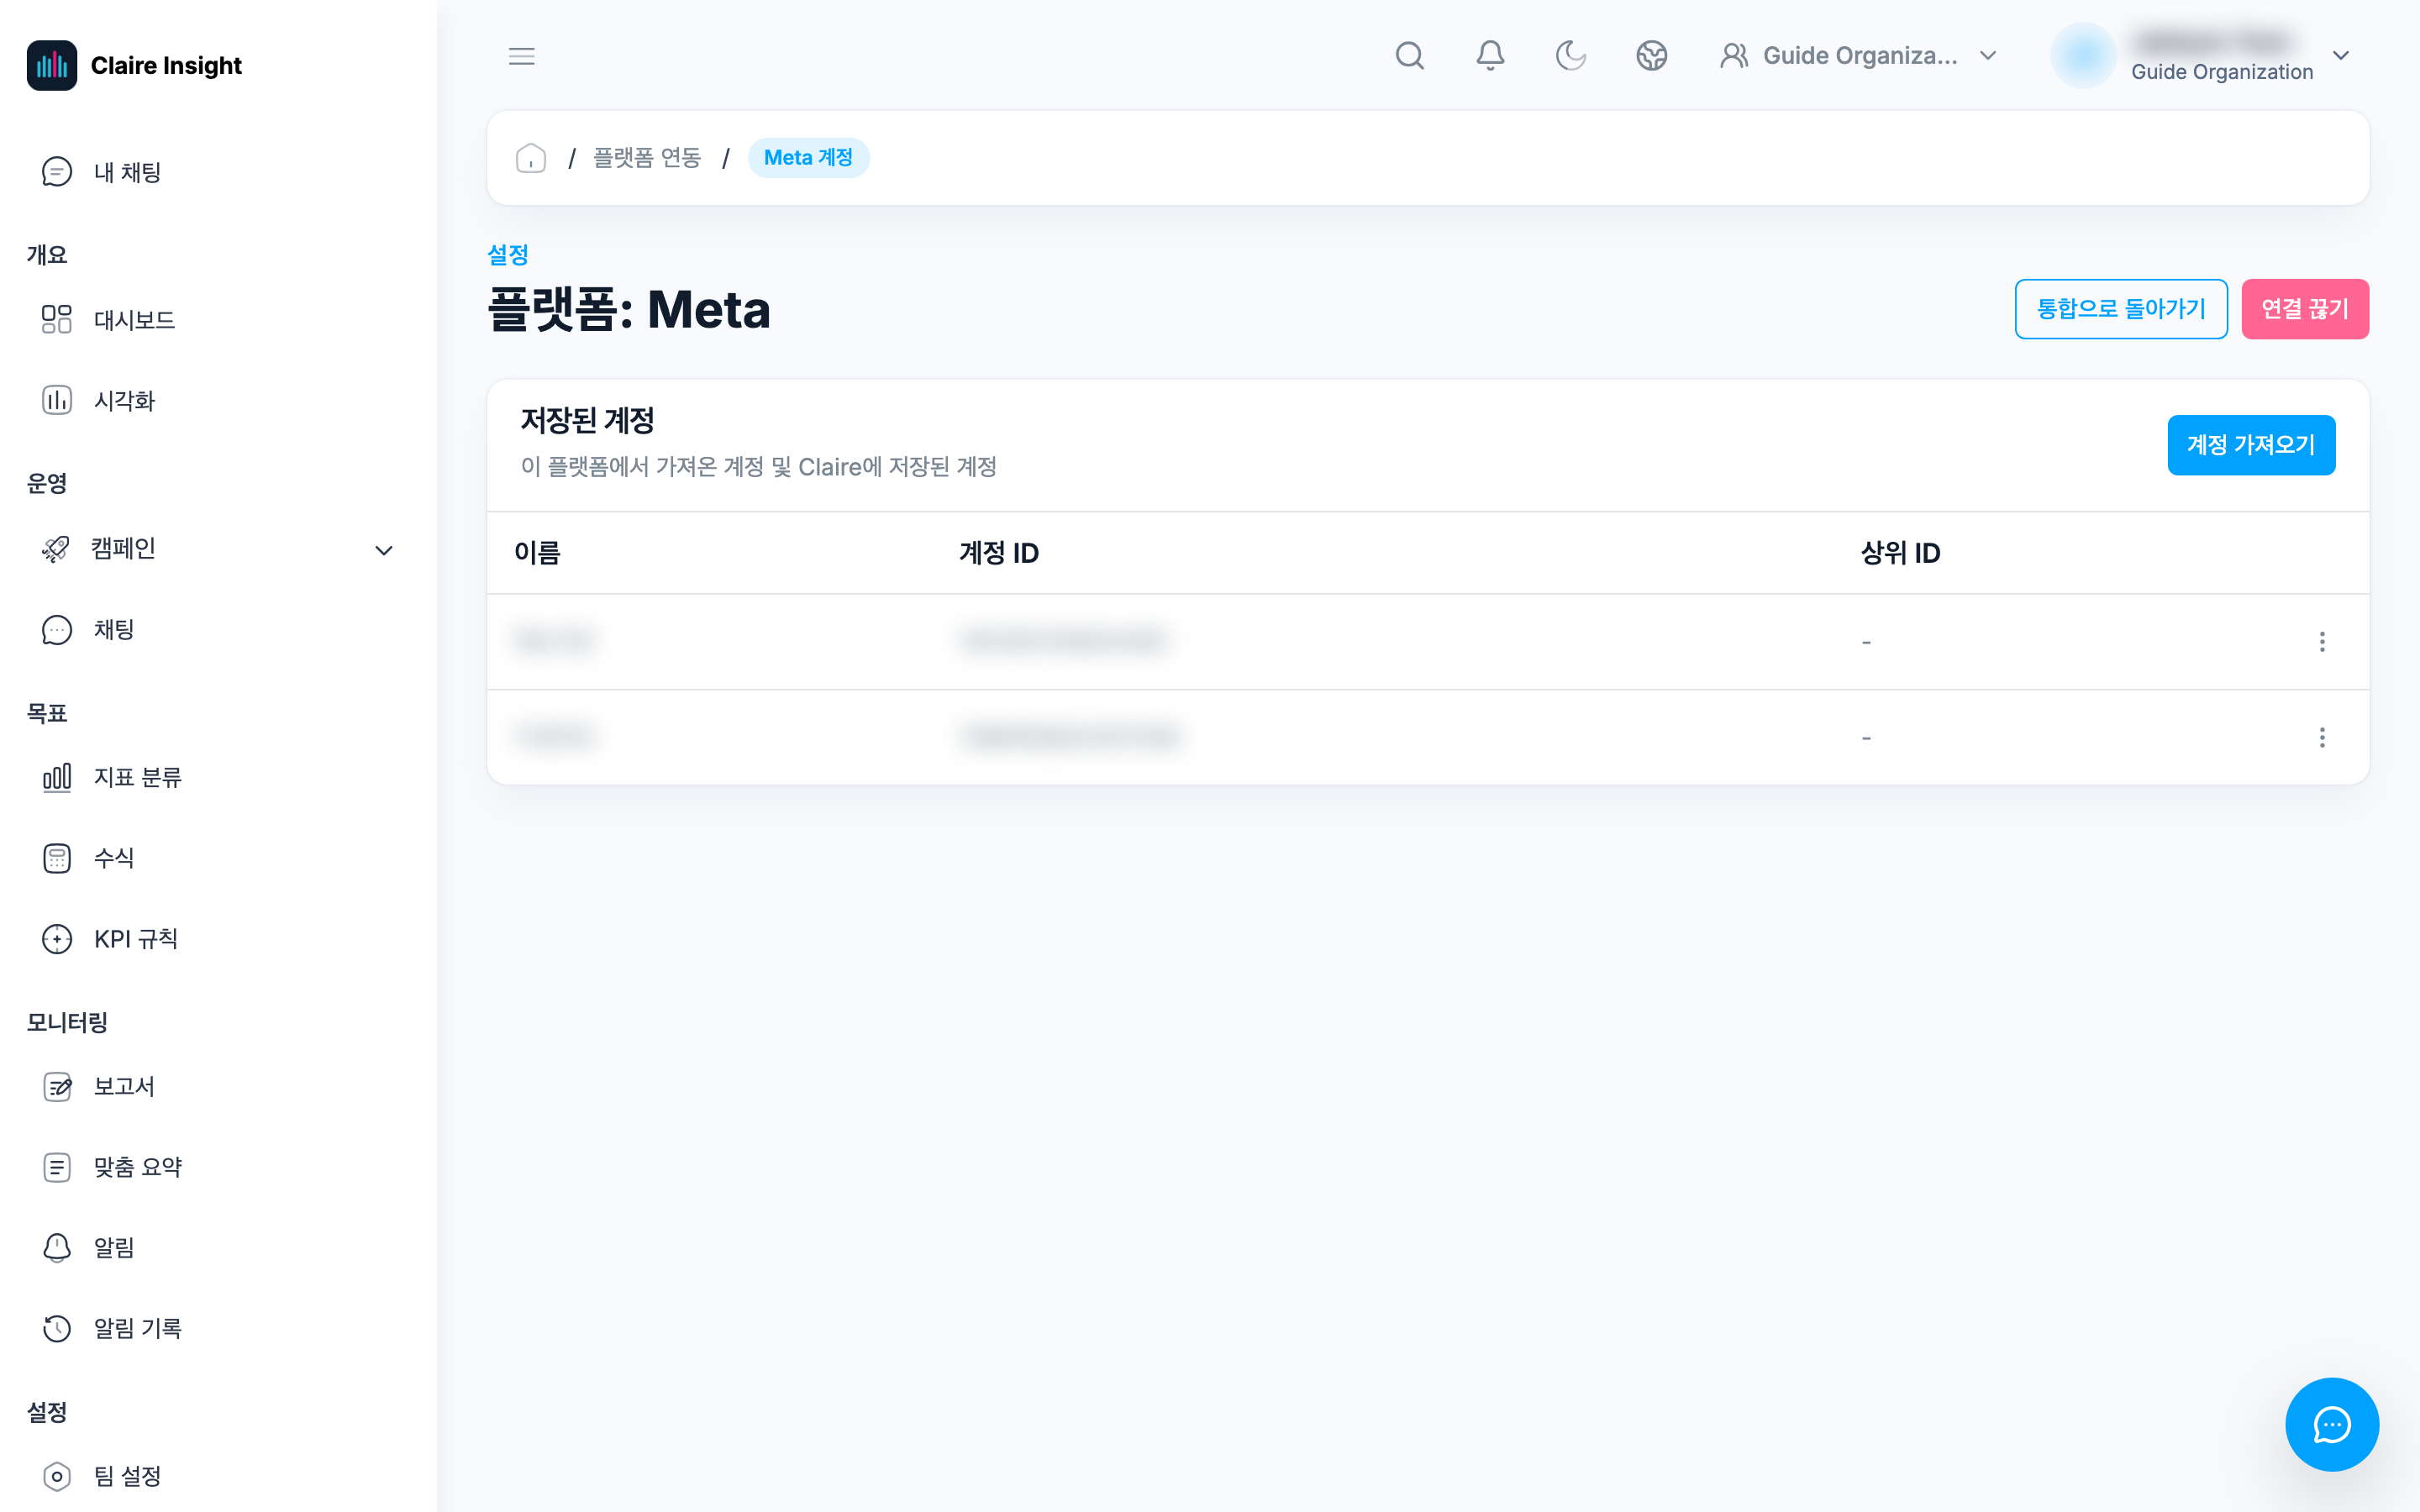 Claire Insight
내 채팅
개요
대시보드
시각화
운영
캠페인
채팅
목표
지표 분류
수식
KPI 규칙
모니터링
보고서
맞춤 요약
알림
알림 기록
설정
팀 설정
Guide Organiza...
Guide Organization
/ 플랫폼 연동 / Meta 계정
설정
플랫폼: Meta
통합으로 돌아가기
연결 끊기
저장된 계정
이 플랫폼에서 가져온 계정 및 Claire에 저장된 계정
계정 가져오기
이름 계정 ID 상위 ID
-
-